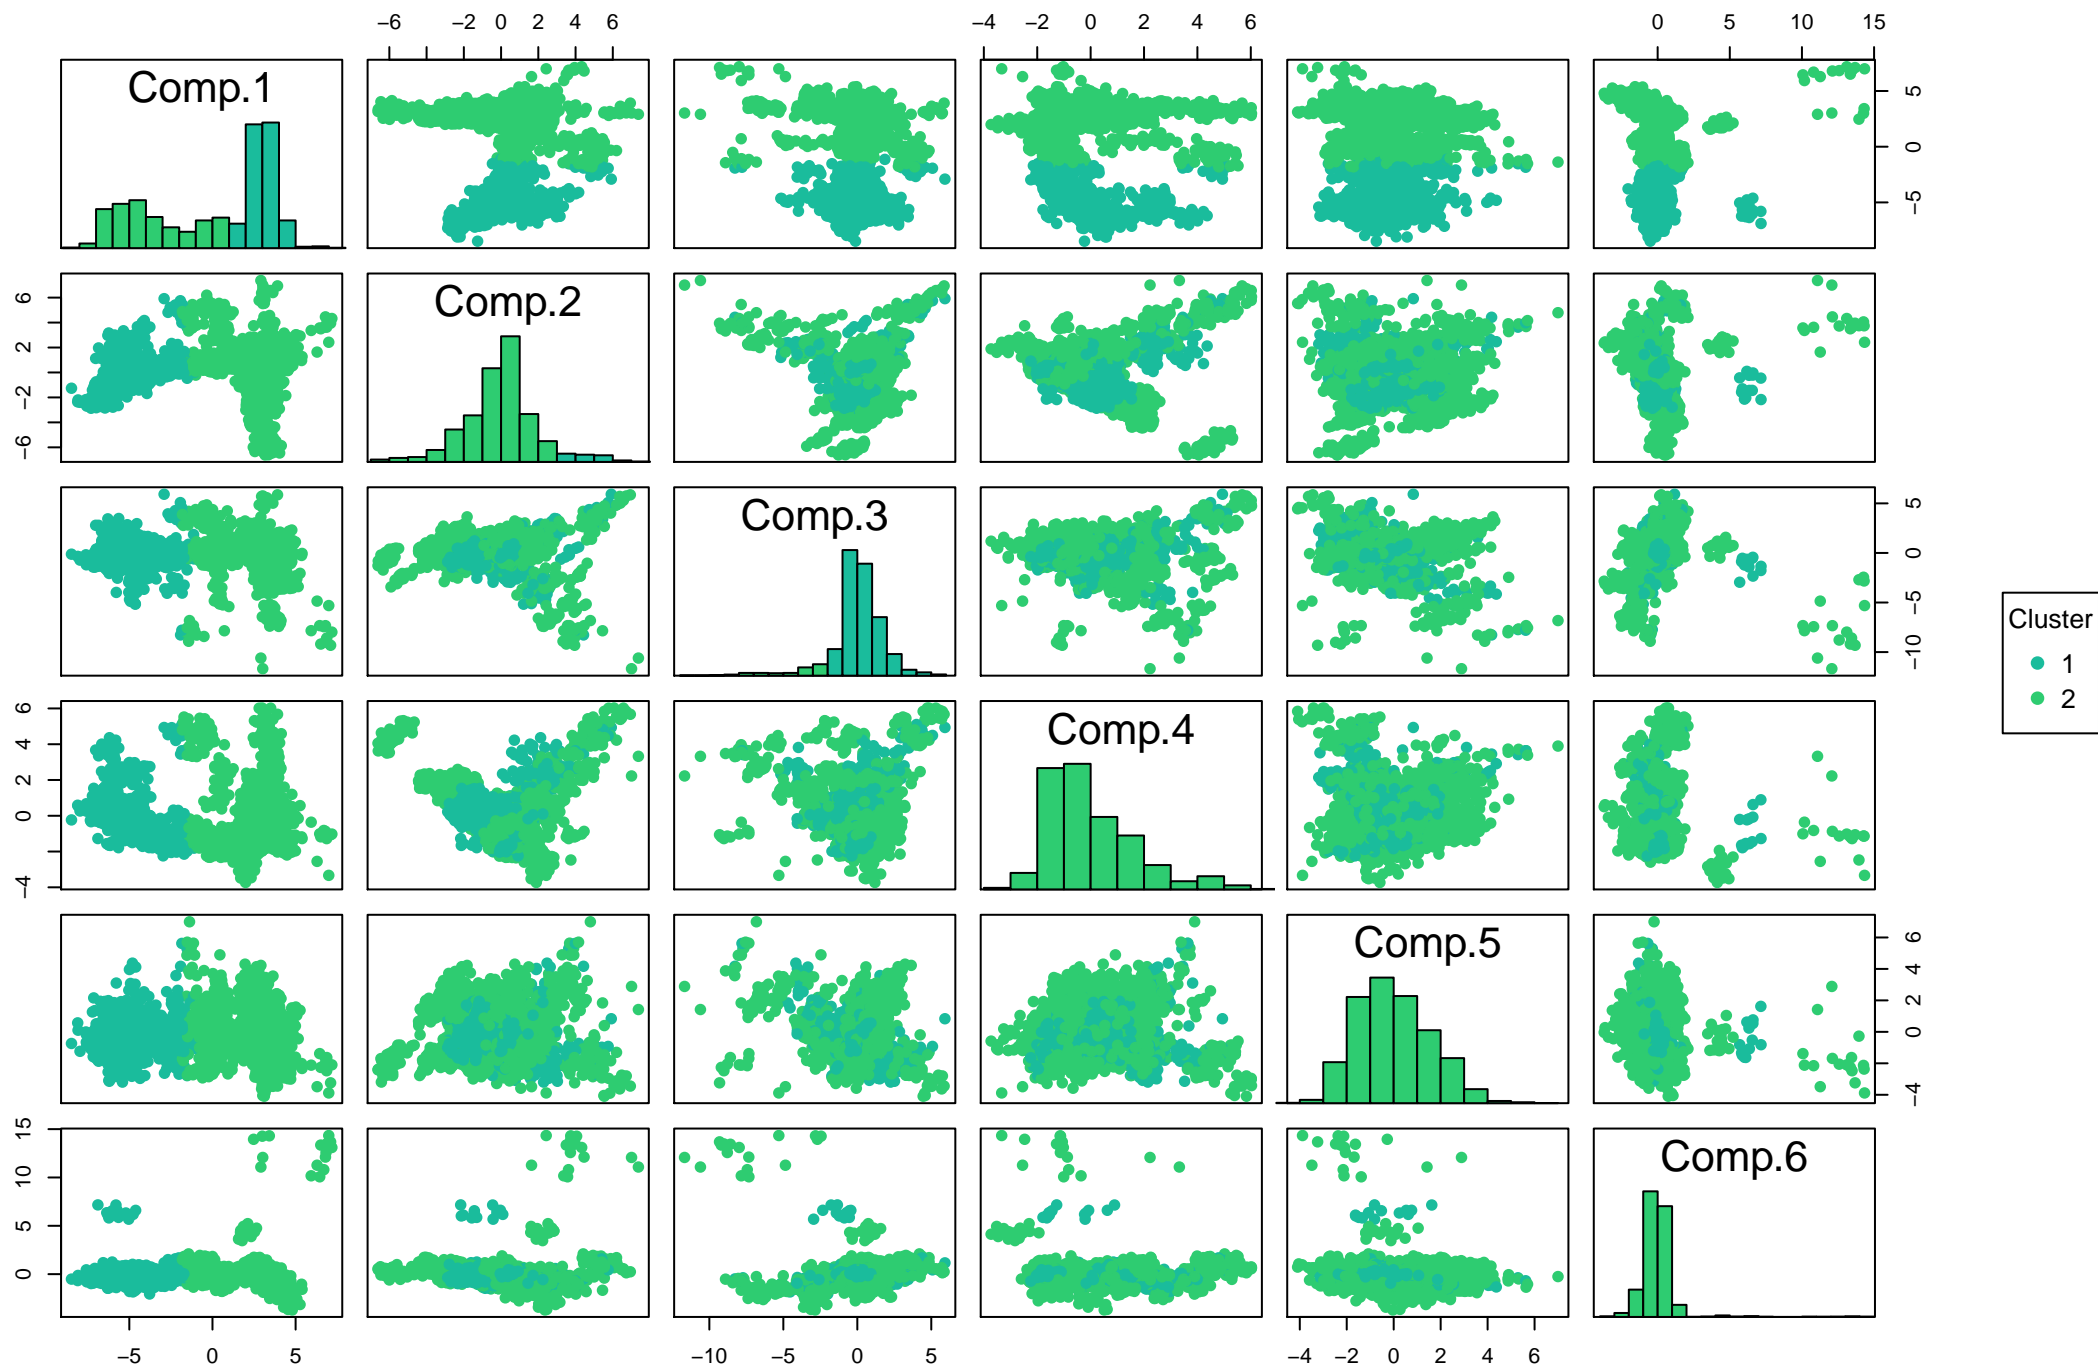 −6 −2 0 2 4 6 −4 −2 0 2 4 6 0 5 10 15
Comp.1
−5 0 5
−6 −2 2 6
Comp.2
Comp.3
−10 −5 0 5
Cluster
1
2
−4 0 2 4 6
Comp.4
Comp.5
−4 0 2 4 6
0 5 10 15
Comp.6
−5 0 5 −10 −5 0 5 −4 −2 0 2 4 6